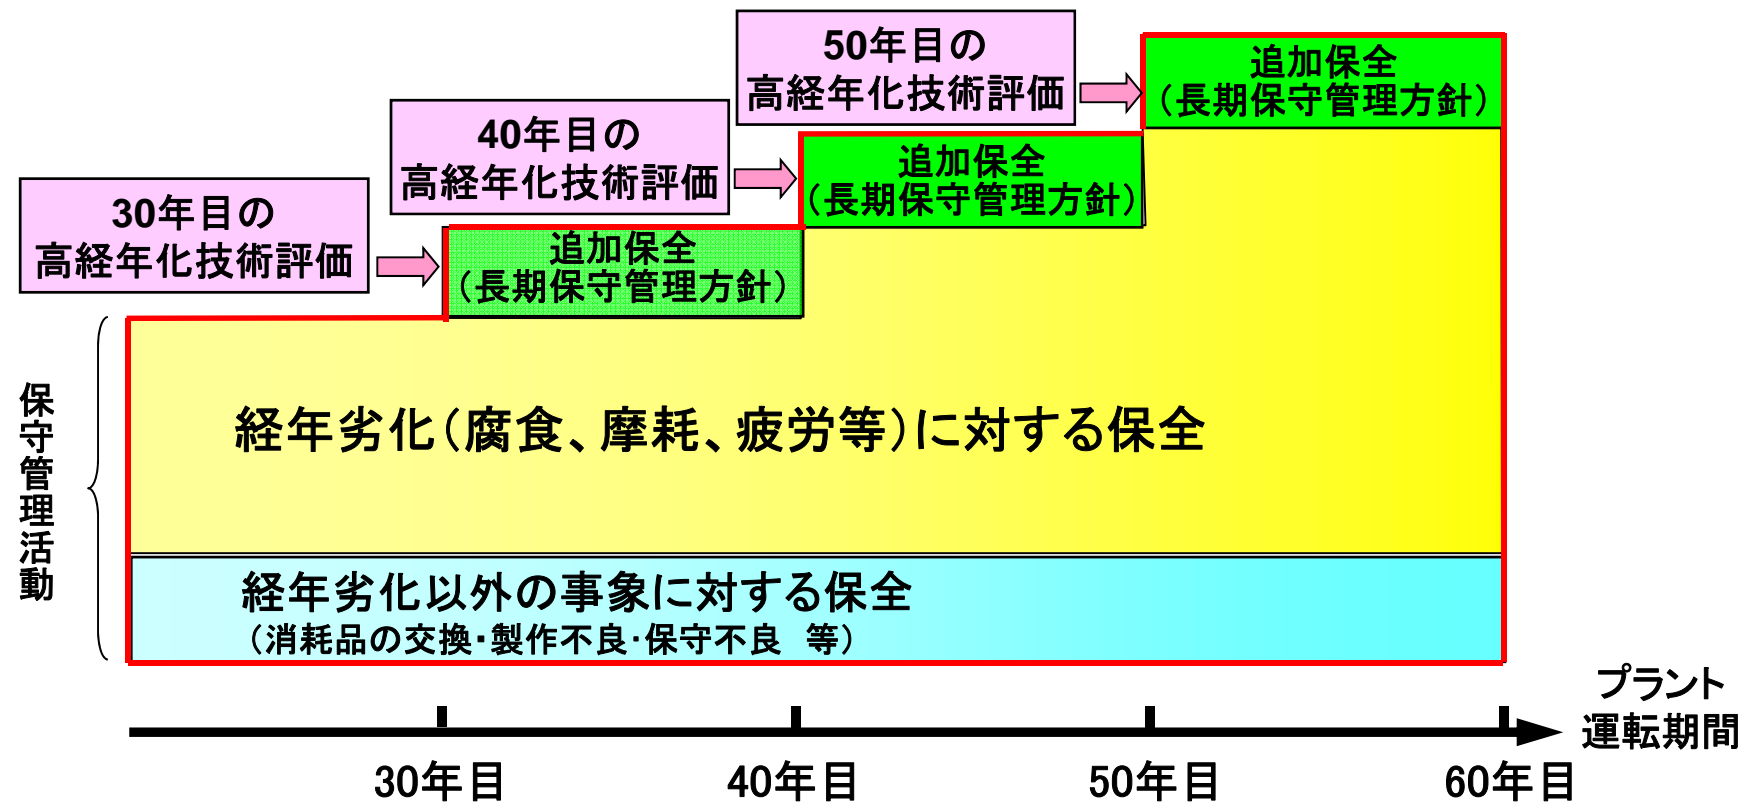 50年目の
高経年化技術評価
追加保全
（長期保守管理方針）
40年目の
高経年化技術評価
追加保全
（長期保守管理方針）
30年目の
高経年化技術評価
追加保全
（長期保守管理方針）
保守管理活動
経年劣化（腐食、摩耗、疲労等）に対する保全
経年劣化以外の事象に対する保全
（消耗品の交換・製作不良・保守不良　等）
プラント
運転期間
30年目
40年目
50年目
60年目